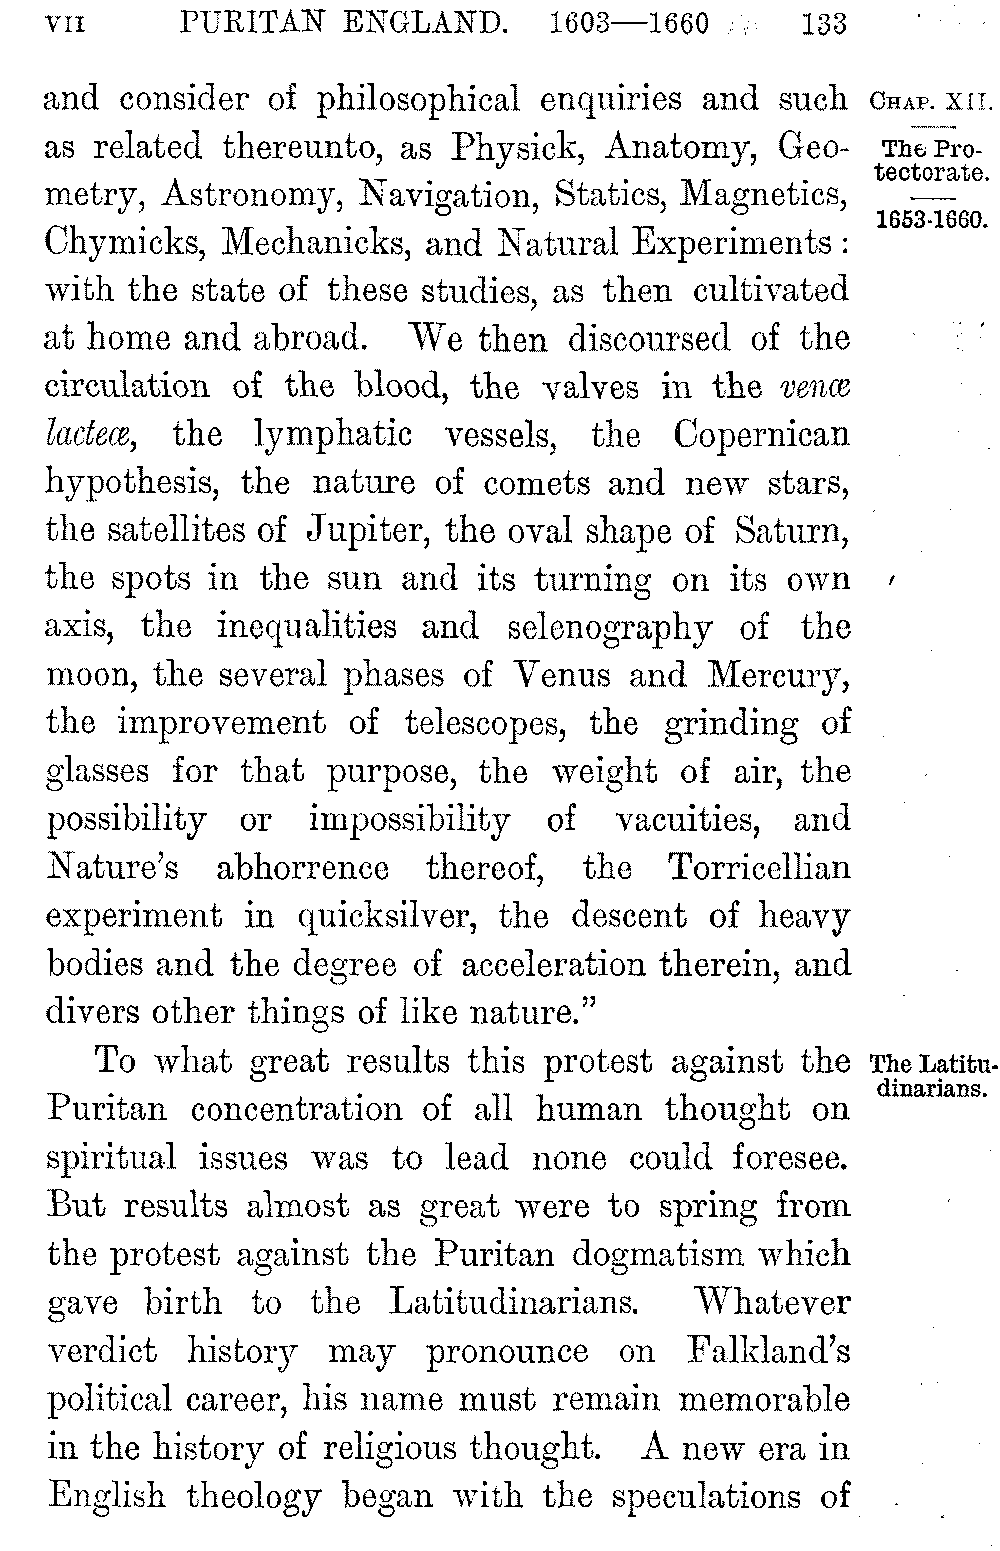 VII PURITAN ENGLAND. 1603—1660 133
and consider of philosophical enquiries and such
as related thereunto, as Physick, Anatomy, Geo-
metry, Astronomy, Navigation, Statics, Magnetics,
Chymicks, Mechanicks, and Natural Experiments :
with the state of these studies, as then cultivated
at home and abroad. We then discoursed of the
circulation of the blood, the valves in the venæ
lacteæ, the lymphatic vessels, the Copernican
hypothesis, the nature of comets and new stars,
the satellites of Jupiter, the oval shape of Saturn,
the spots in the sun and its turning on its own
axis, the inequalities and selenography of the
moon, the several phases of Venus and Mercury,
the improvement of telescopes, the grinding of
glasses for that purpose, the weight of air, the
possibility or impossibility of vacuities, and
Nature's abhorrence thereof, the Torricellian
experiment in quicksilver, the descent of heavy
bodies and the degree of acceleration therein, and
divers other things of like nature.”
To what great results this protest against the
Puritan concentration of all human thought on
spiritual issues was to lead none could foresee.
But results almost as great were to spring from
the protest against the Puritan dogmatism which
gave birth to the Latitudinarians. Whatever
verdict history may pronounce on Falkland's
political career, his name must remain memorable
in the history of religious thought. A new era in
English theology began with the speculations of
CHAP. XII.
The Pro-
tectorate.
1653-1660.
The Latitu-
dinarians.